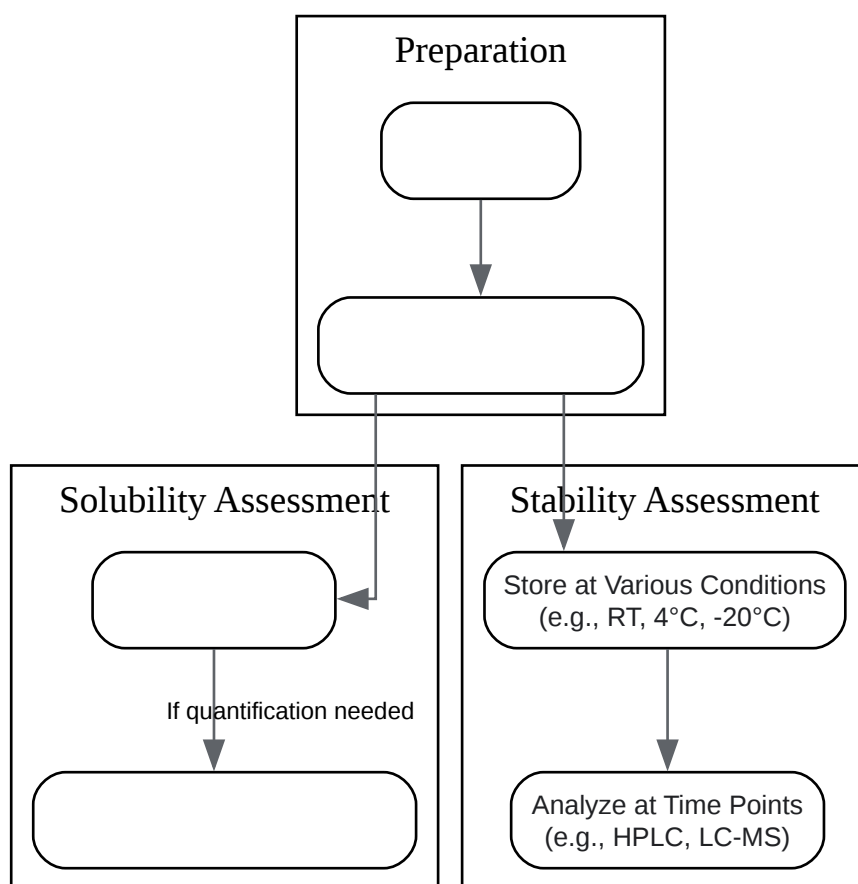 Preparation
Solubility Assessment
If quantification needed
Stability Assessment
Store at Various Conditions
(e.g., RT, 4°C, -20°C)
Analyze at Time Points
(e.g., HPLC, LC-MS)